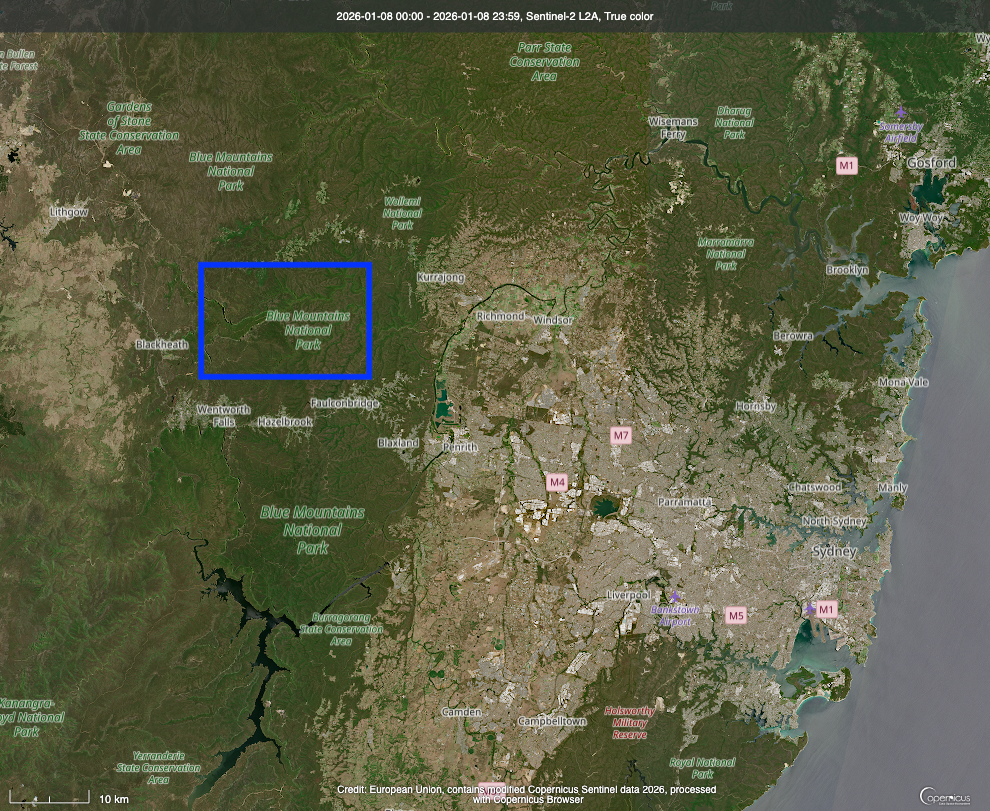 2026-01-08 00:00 - 2026-01-08 23:59, Sentinel-2 L2A, True color
Park
Parr State
Conservation
Area
Gardens
of Stone
State Conservation
Area
Wisemans
Ferry
Dharug
National
Park
Somersby
Airfield
Blue Mountains
National
Park
M1
Gosford
Lithgow
Wollemi
National
Park
Woy Woy
Marramarra
National
Park
Brooklyn
Kurrajong
Blue Mountains
National
Park
Richmond
Windsor
Blackheath
Berowra
Mona Vale
Wentworth
Falls
Hazelbrook
Faulconbridge
Hornsby
Blaxland
Penrith
M7
M4
Chatswood
Manly
Parramatta
Blue Mountains
National
Park
North Sydney
Sydney
Liverpool
Bankstown
Airport
M5
M1
Burragorang
State Conservation
Area
Kanangra-
yd National
Park
Camden
Campbelltown
Holsworthy
Military
Reserve
Yerranderie
State Conservation
Area
Royal National
Park
10 km
Credit: European Union, contains modified Copernicus Sentinel data 2026, processed
with Copernicus Browser
Copernicus